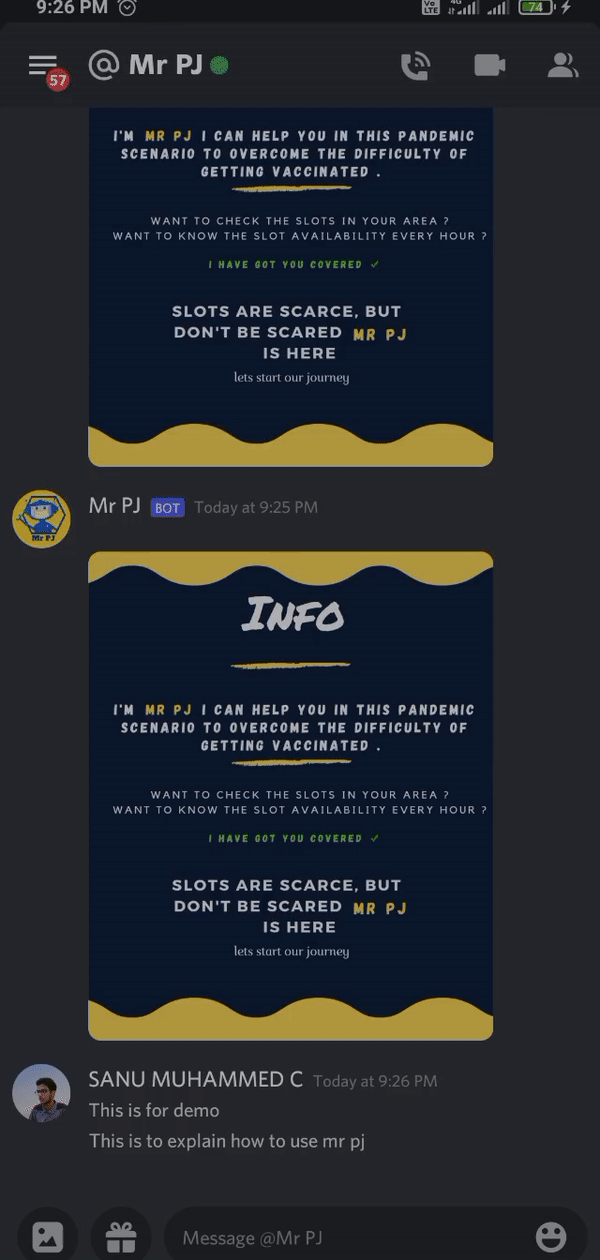 9:26 PM
Vo LTE 4G 74
57
@ Mr PJ
I'M MR PJ I CAN HELP YOU IN THIS PANDEMIC
SCENARIO TO OVERCOME THE DIFFICULTY OF
GETTING VACCINATED .
WANT TO CHECK THE SLOTS IN YOUR AREA ?
WANT TO KNOW THE SLOT AVAILABILITY EVERY HOUR ?
I HAVE GOT YOU COVERED ✓
SLOTS ARE SCARCE, BUT
DON'T BE SCARED MR PJ
IS HERE
lets start our journey
Mr PJ BOT Today at 9:25 PM
Mr PJ
INFO
I'M MR PJ I CAN HELP YOU IN THIS PANDEMIC
SCENARIO TO OVERCOME THE DIFFICULTY OF
GETTING VACCINATED .
WANT TO CHECK THE SLOTS IN YOUR AREA ?
WANT TO KNOW THE SLOT AVAILABILITY EVERY HOUR ?
I HAVE GOT YOU COVERED ✓
SLOTS ARE SCARCE, BUT
DON'T BE SCARED MR PJ
IS HERE
lets start our journey
SANU MUHAMMED C Today at 9:26 PM
This is for demo
This is to explain how to use mr pj
Message @Mr PJ